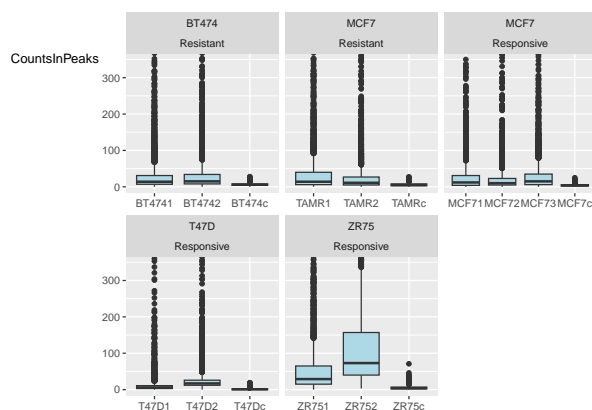 BT474
MCF7
MCF7
Resistant
Resistant
Responsive
CountsInPeaks
300
200
100
0
BT4741
BT4742
BT474c
TAMR1
TAMR2
TAMRc
MCF71
MCF72
MCF73
MCF7c
T47D
ZR75
Responsive
Responsive
300
200
100
0
T47D1
T47D2
T47Dc
ZR751
ZR752
ZR75c